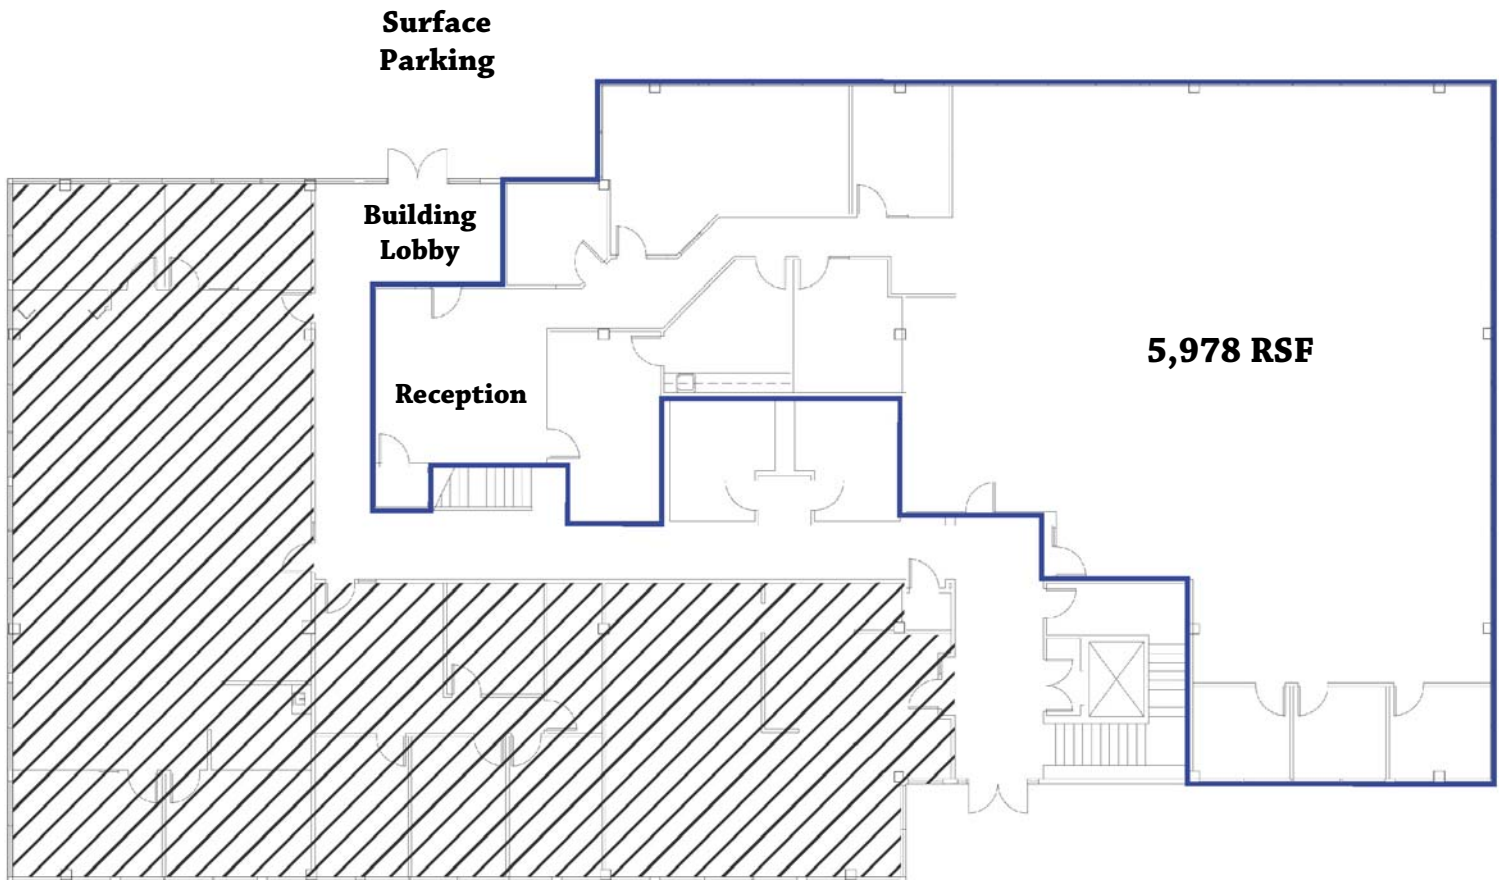 Surface
Parking
Building
Lobby
Reception
5,978 RSF